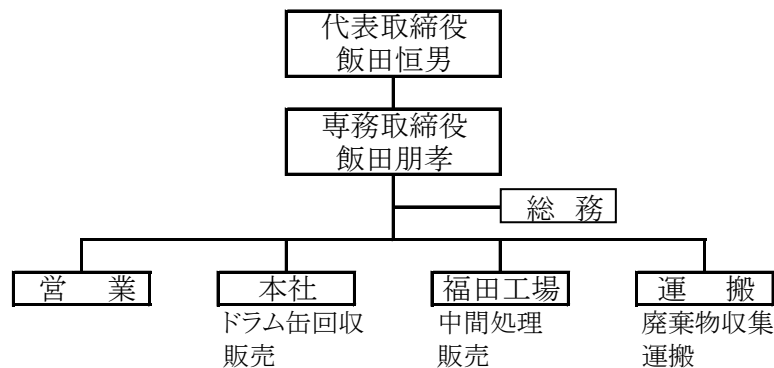 代表取締役
飯田恒男
専務取締役
飯田朋孝
総 務
営 業
本社
福田工場
運 搬
ドラム缶回収
販売
中間処理
販売
廃棄物収集
運搬